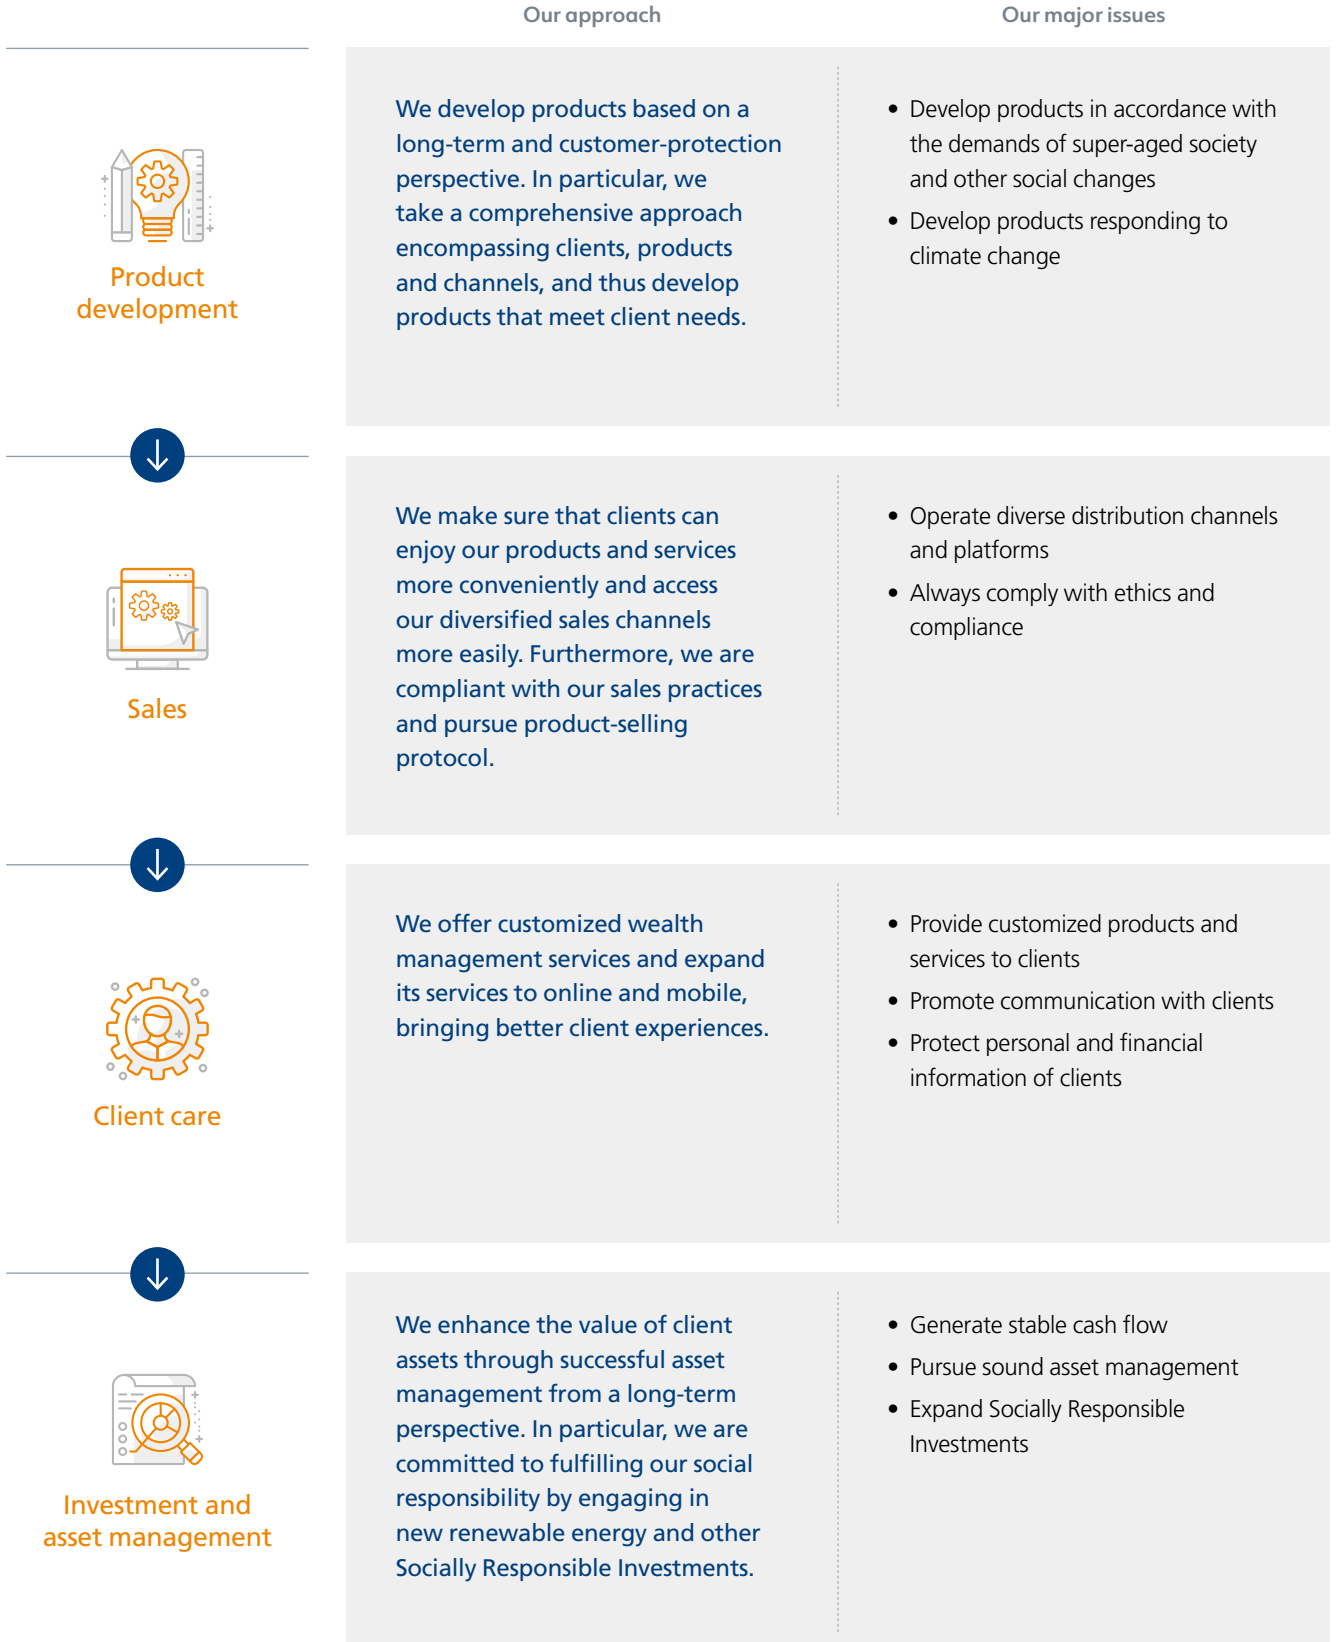 Our approach
Our major issues
Product
development
We develop products based on a
long-term and customer-protection
perspective. In particular, we
take a comprehensive approach
encompassing clients, products
and channels, and thus develop
products that meet client needs.
• Develop products in accordance with
the demands of super-aged society
and other social changes
• Develop products responding to
climate change
Sales
We make sure that clients can
enjoy our products and services
more conveniently and access
our diversified sales channels
more easily. Furthermore, we are
compliant with our sales practices
and pursue product-selling
protocol.
• Operate diverse distribution channels
and platforms
• Always comply with ethics and
compliance
Client care
We offer customized wealth
management services and expand
its services to online and mobile,
bringing better client experiences.
• Provide customized products and
services to clients
• Promote communication with clients
• Protect personal and financial
information of clients
Investment and
asset management
We enhance the value of client
assets through successful asset
management from a long-term
perspective. In particular, we are
committed to fulfilling our social
responsibility by engaging in
new renewable energy and other
Socially Responsible Investments.
• Generate stable cash flow
• Pursue sound asset management
• Expand Socially Responsible
Investments